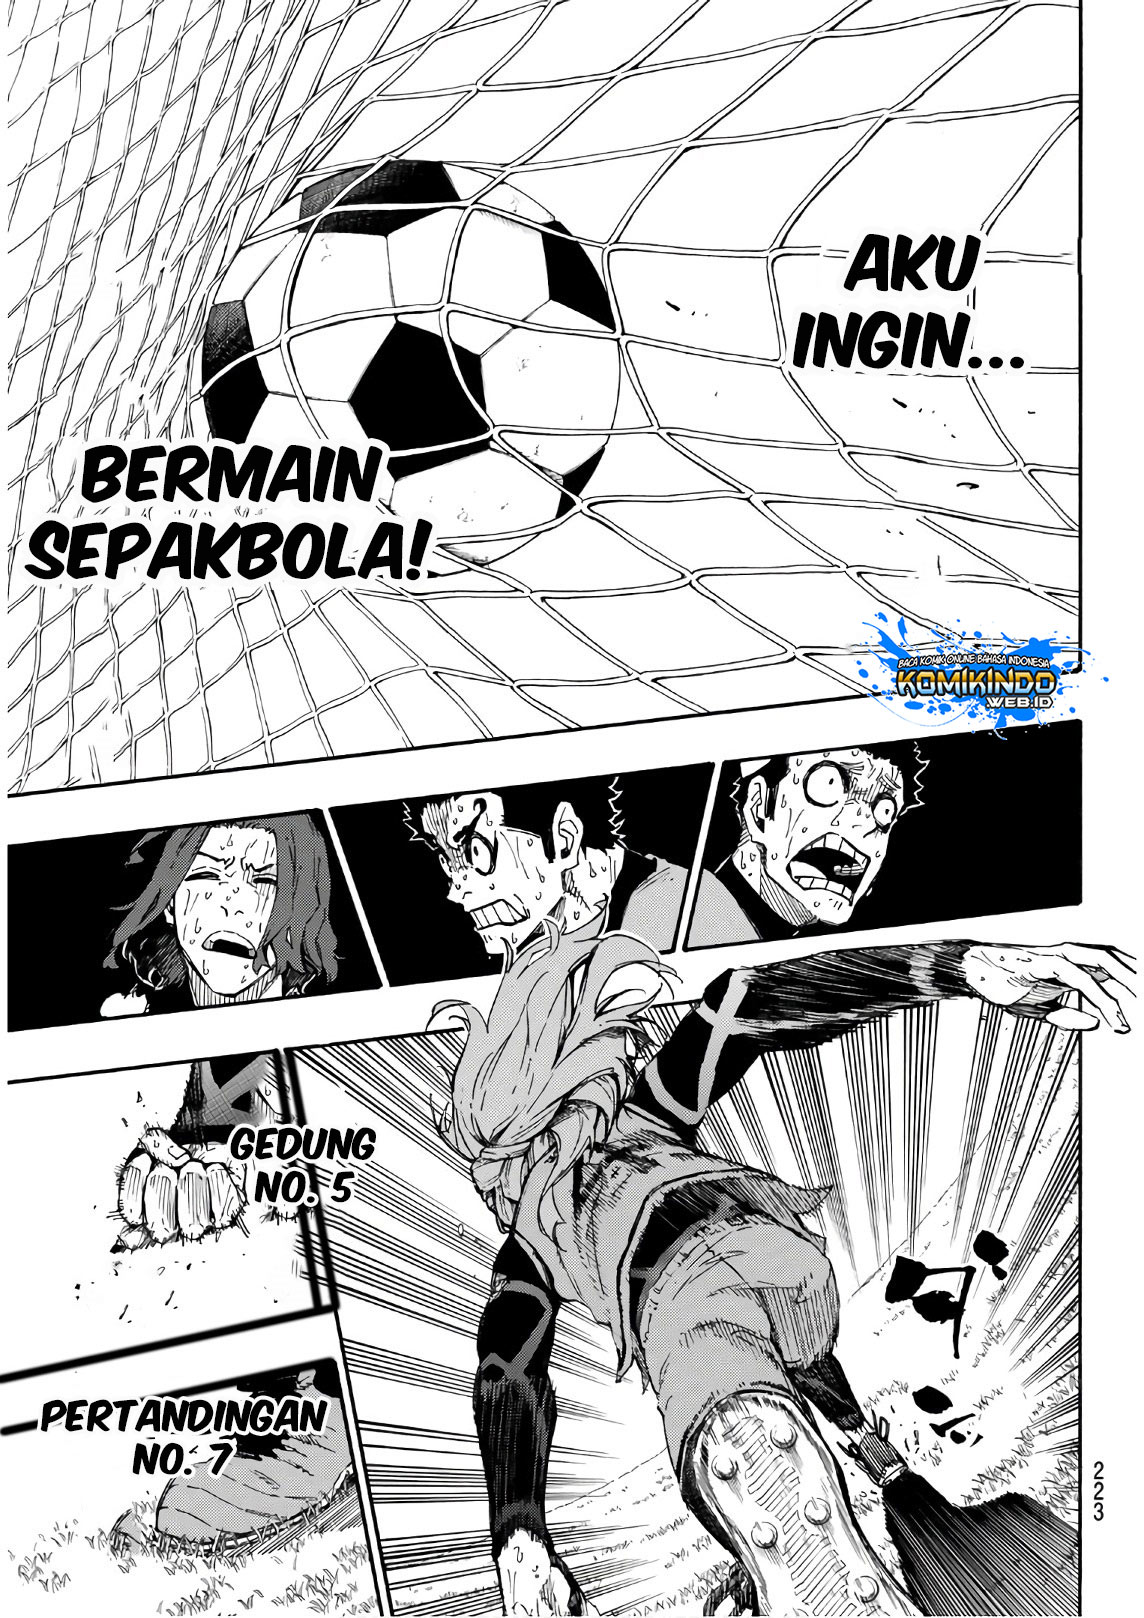 AKU
INGIN...
BERMAIN
SEPAKBOLA!
BACA KOMIK ONLINE BAHASA INDONESIA
KOMIKINDO
WEB.ID
GEDUNG
NO. 5
PERTANDINGAN
NO. 7
223